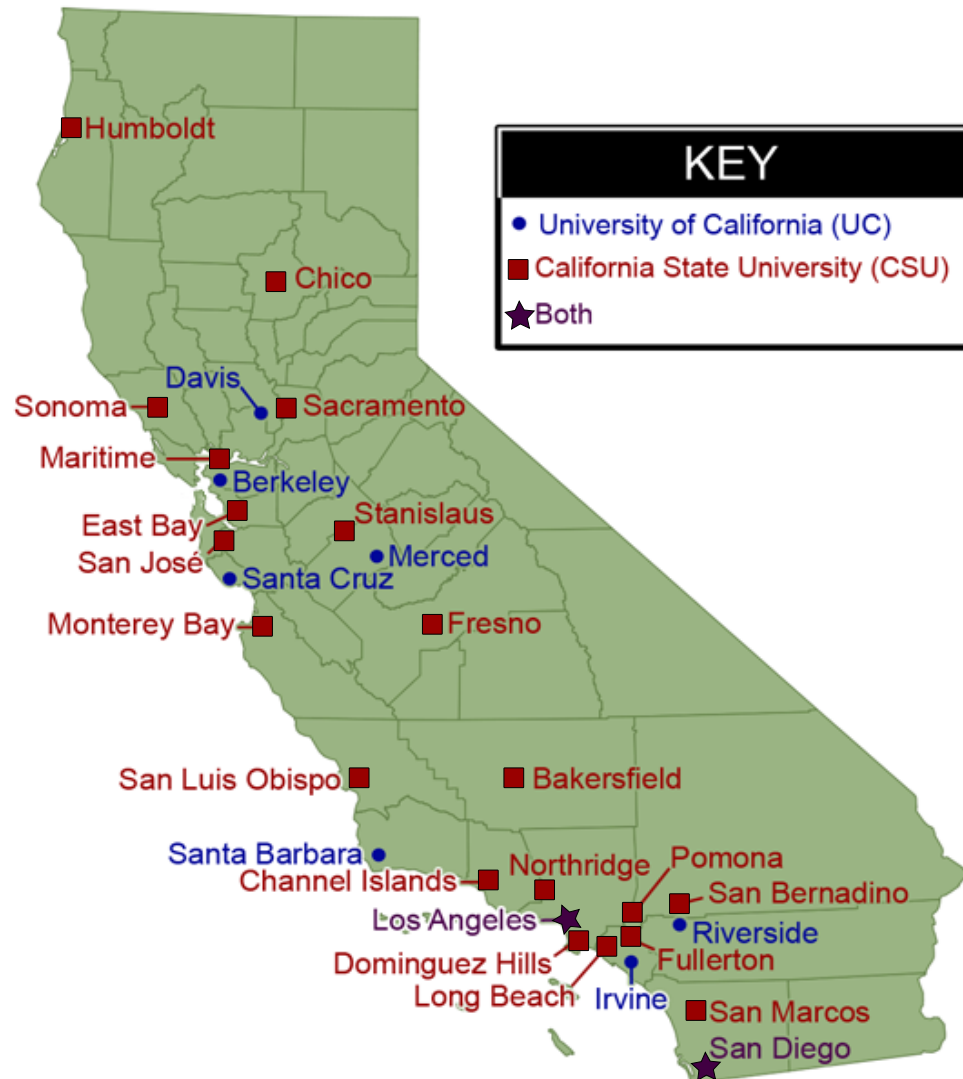 Humboldt
KEY
University of California (UC)
California State University (CSU)
Both
Chico
Davis
Sonoma
Sacramento
Maritime
Berkeley
East Bay
Stanislaus
San José
Merced
Santa Cruz
Monterey Bay
Fresno
San Luis Obispo
Bakersfield
Santa Barbara
Channel Islands
Northridge
Pomona
San Bernadino
Los Angeles
Riverside
Dominguez Hills
Fullerton
Long Beach
Irvine
San Marcos
San Diego